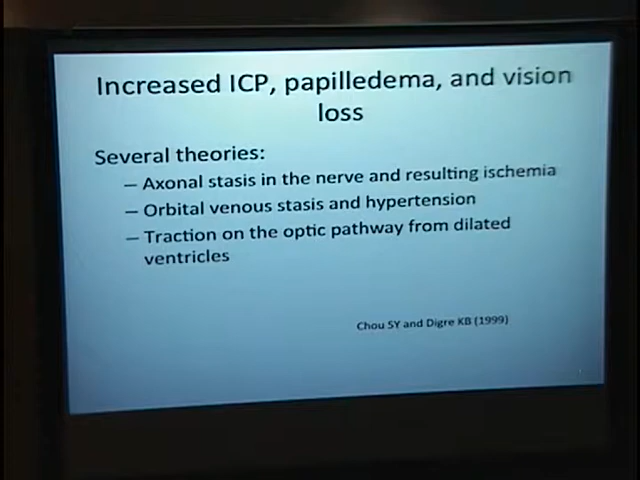 Increased ICP, papilledema, and vision
loss
Several theories:
– Axonal stasis in the nerve and resulting ischemia
– Orbital venous stasis and hypertension
– Traction on the optic pathway from dilated
ventricles
Chou SY and Digre KB (1999)